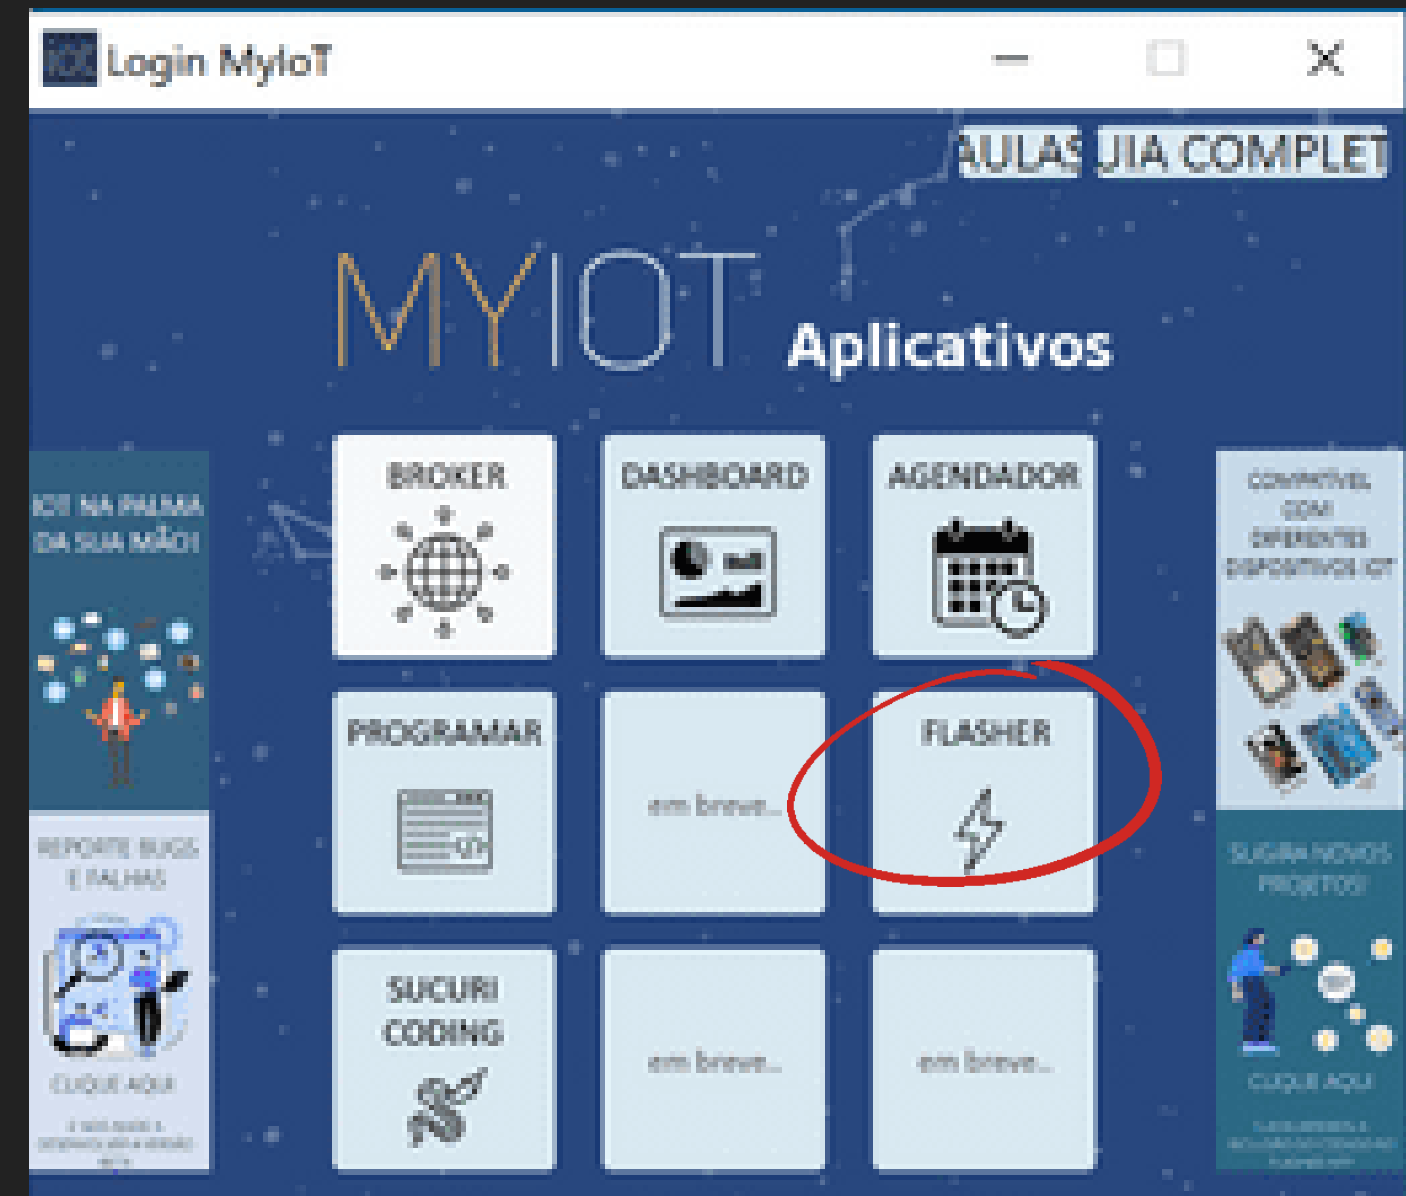 Login MyIoT
AULAS UIA COMPLET
MYIOT Aplicativos
BROKER
DASHBOARD
AGENDADOR
PROGRAMAR
em breve...
FLASHER
SUCURI
CODING
em breve...
em breve...
IOT NA PALMA
DA SUA MÃO!
REPORTE BUGS
E FALHAS
CLIQUE AQUI
COMPATÍVEL
COM
DIFERENTES
DISPOSITIVOS IOT
SUGIRA NOVOS
PROJETOS!
CLIQUE AQUI